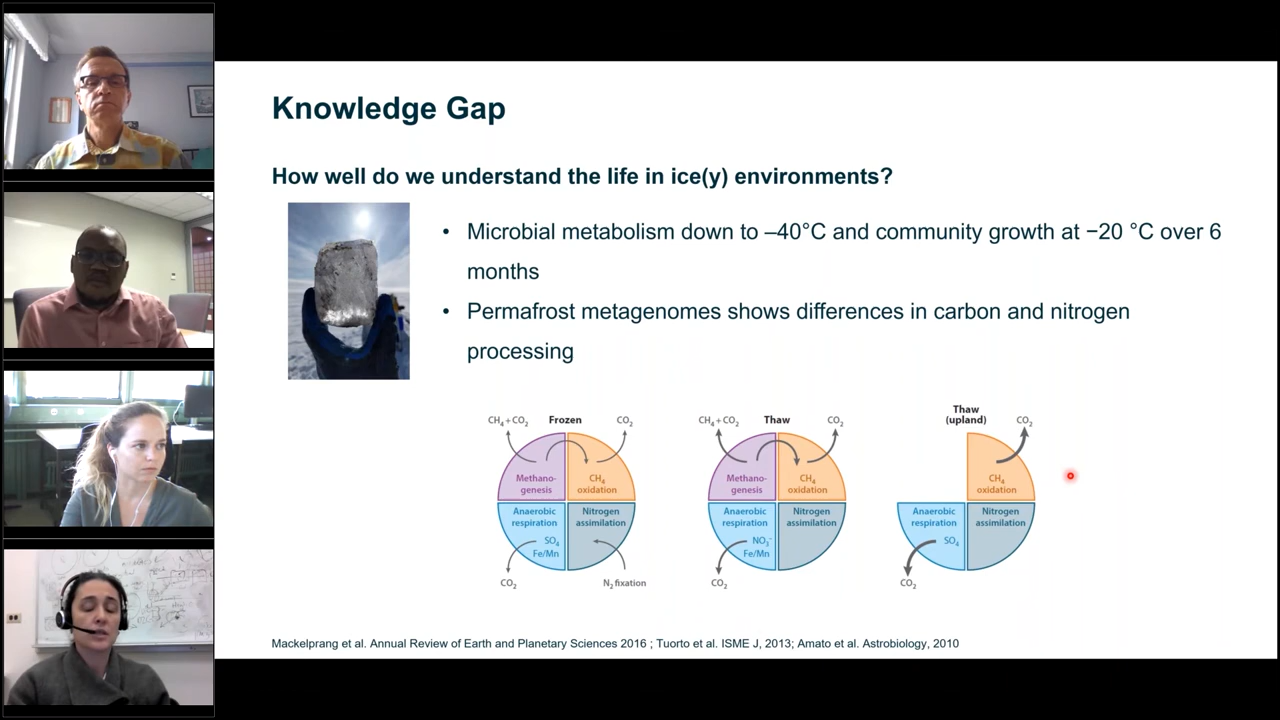 Knowledge Gap
How well do we understand the life in ice(y) environments?
• Microbial metabolism down to –40°C and community growth at −20 °C over 6
months
• Permafrost metagenomes shows differences in carbon and nitrogen
processing
CH₄+CO₂ Frozen CO₂
Methano-
genesis
CH₄
oxidation
Anaerobic
respiration
SO₄
Fe/Mn
Nitrogen
assimilation
CO₂
N₂ fixation
CH₄+CO₂ Thaw CO₂
Methano-
genesis
CH₄
oxidation
Anaerobic
respiration
NO₃⁻
Fe/Mn
Nitrogen
assimilation
CO₂
Thaw
(upland)
CO₂
CH₄
oxidation
Anaerobic
respiration
SO₄
Nitrogen
assimilation
CO₂
Mackelprang et al. Annual Review of Earth and Planetary Sciences 2016 ; Tuorto et al. ISME J, 2013; Amato et al. Astrobiology, 2010